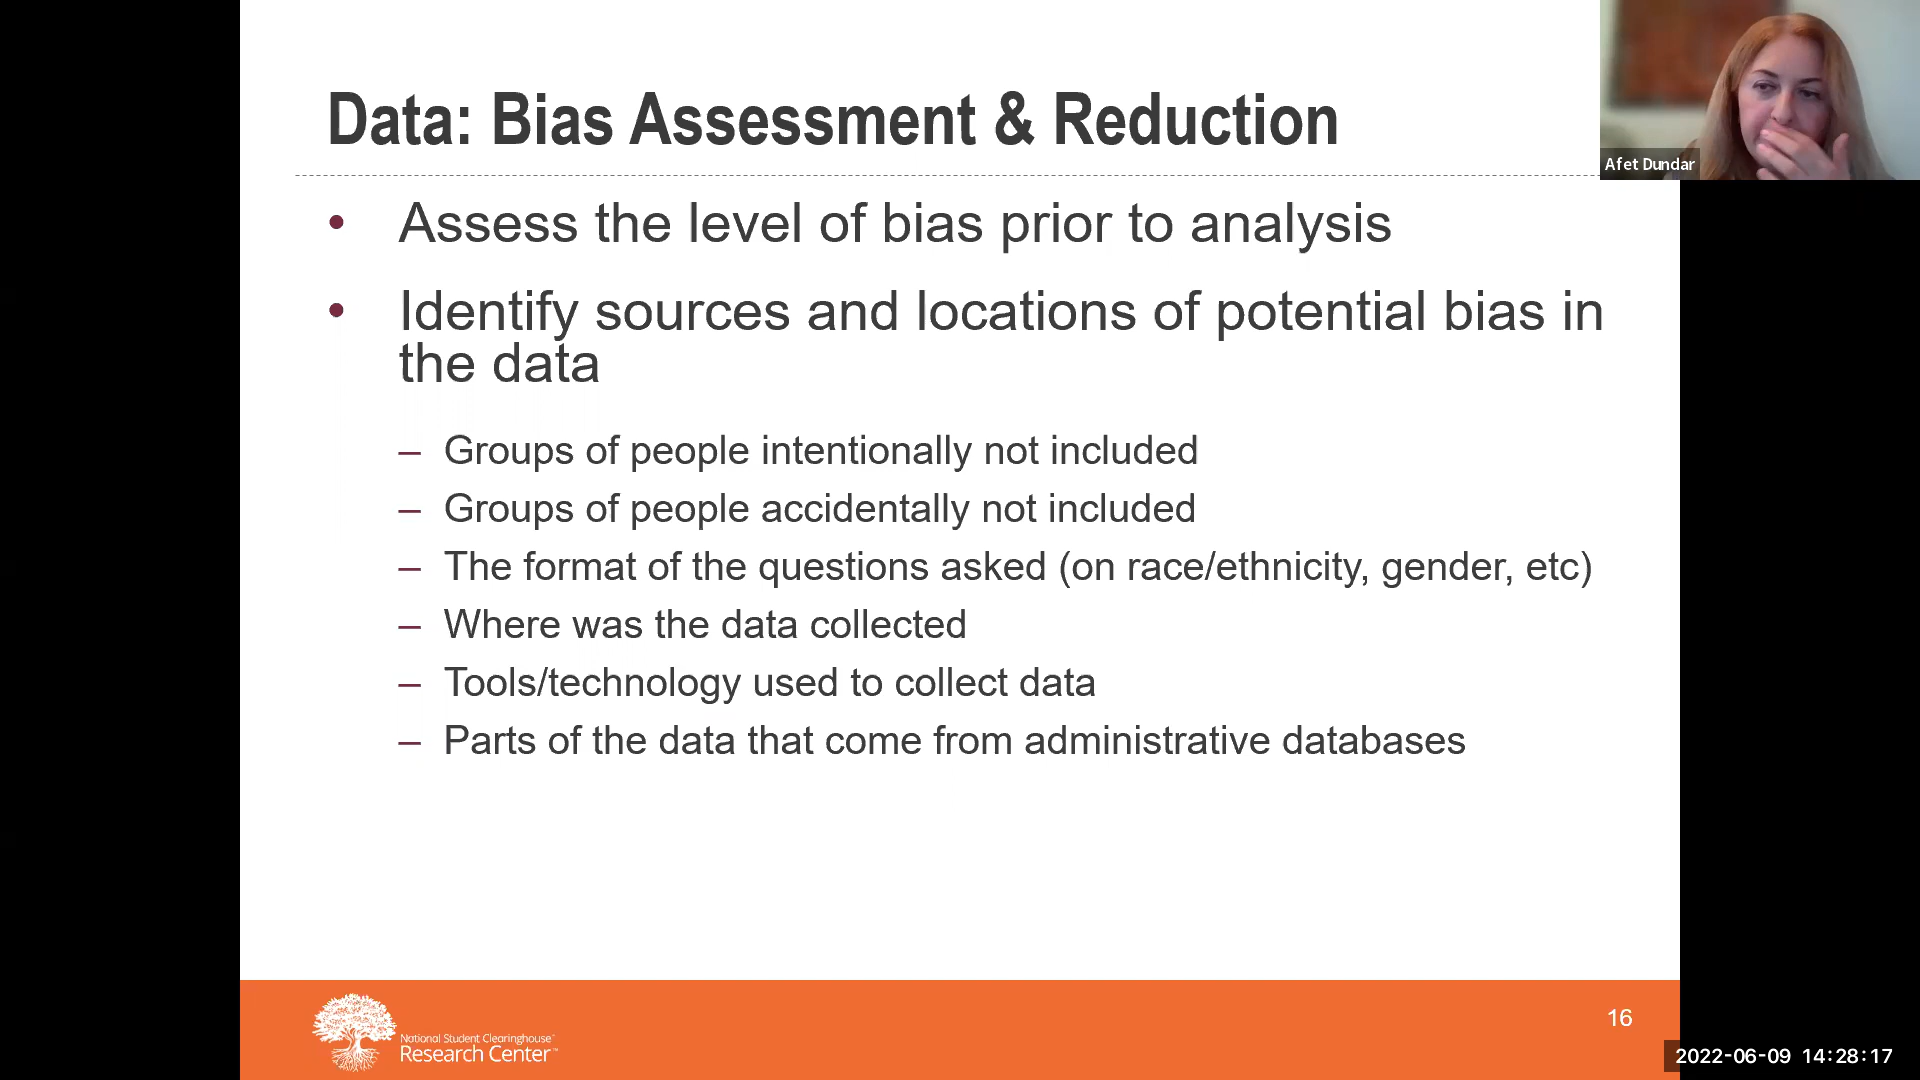 Data: Bias Assessment & Reduction
Afet Dundar
• Assess the level of bias prior to analysis
• Identify sources and locations of potential bias in
the data
– Groups of people intentionally not included
– Groups of people accidentally not included
– The format of the questions asked (on race/ethnicity, gender, etc)
– Where was the data collected
– Tools/technology used to collect data
– Parts of the data that come from administrative databases
National Student Clearinghouse™
Research Center™
16
2022-06-09 14:28:17